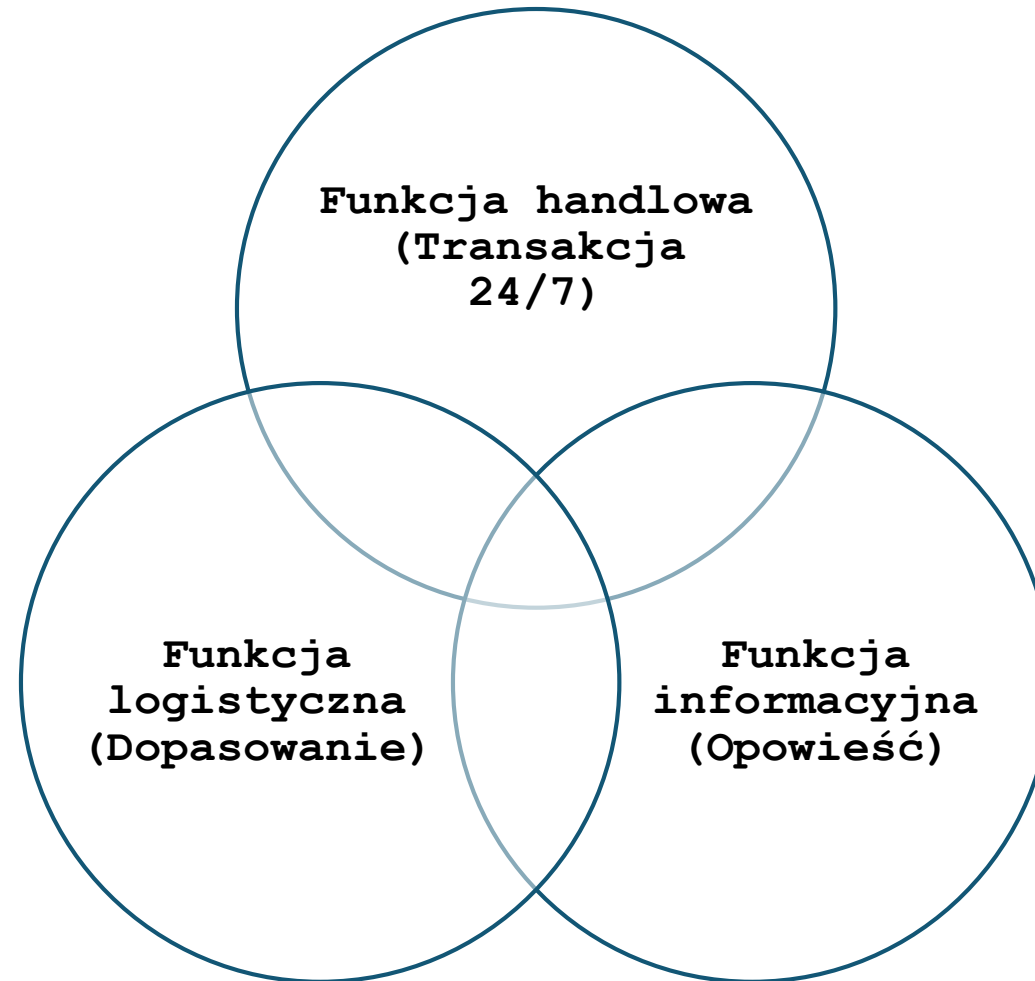 Funkcja handlowa
(Transakcja
24/7)
Funkcja
logistyczna
(Dopasowanie)
Funkcja
informacyjna
(Opowieść)